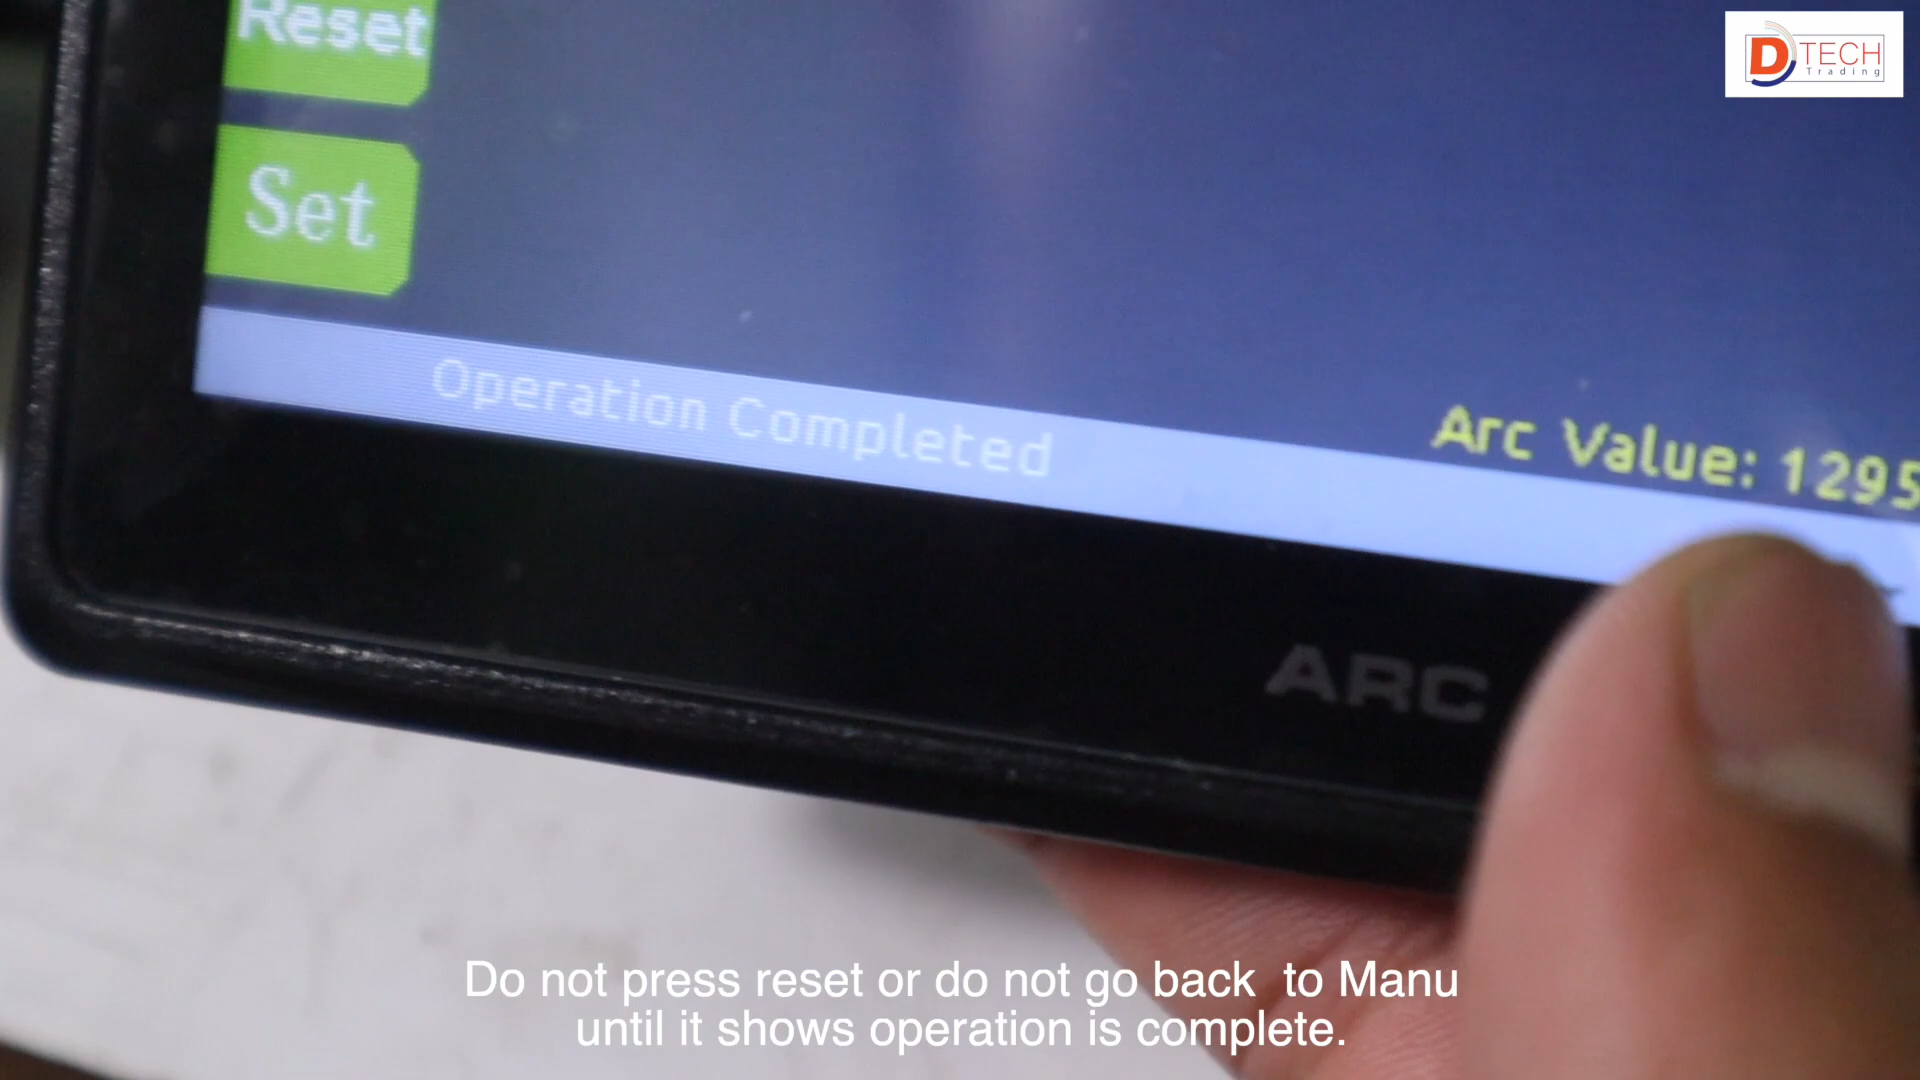 Reset
D TECH
Trading
Set
Operation Completed
Arc Value: 1295
ARC
Do not press reset or do not go back  to Manu
until it shows operation is complete.